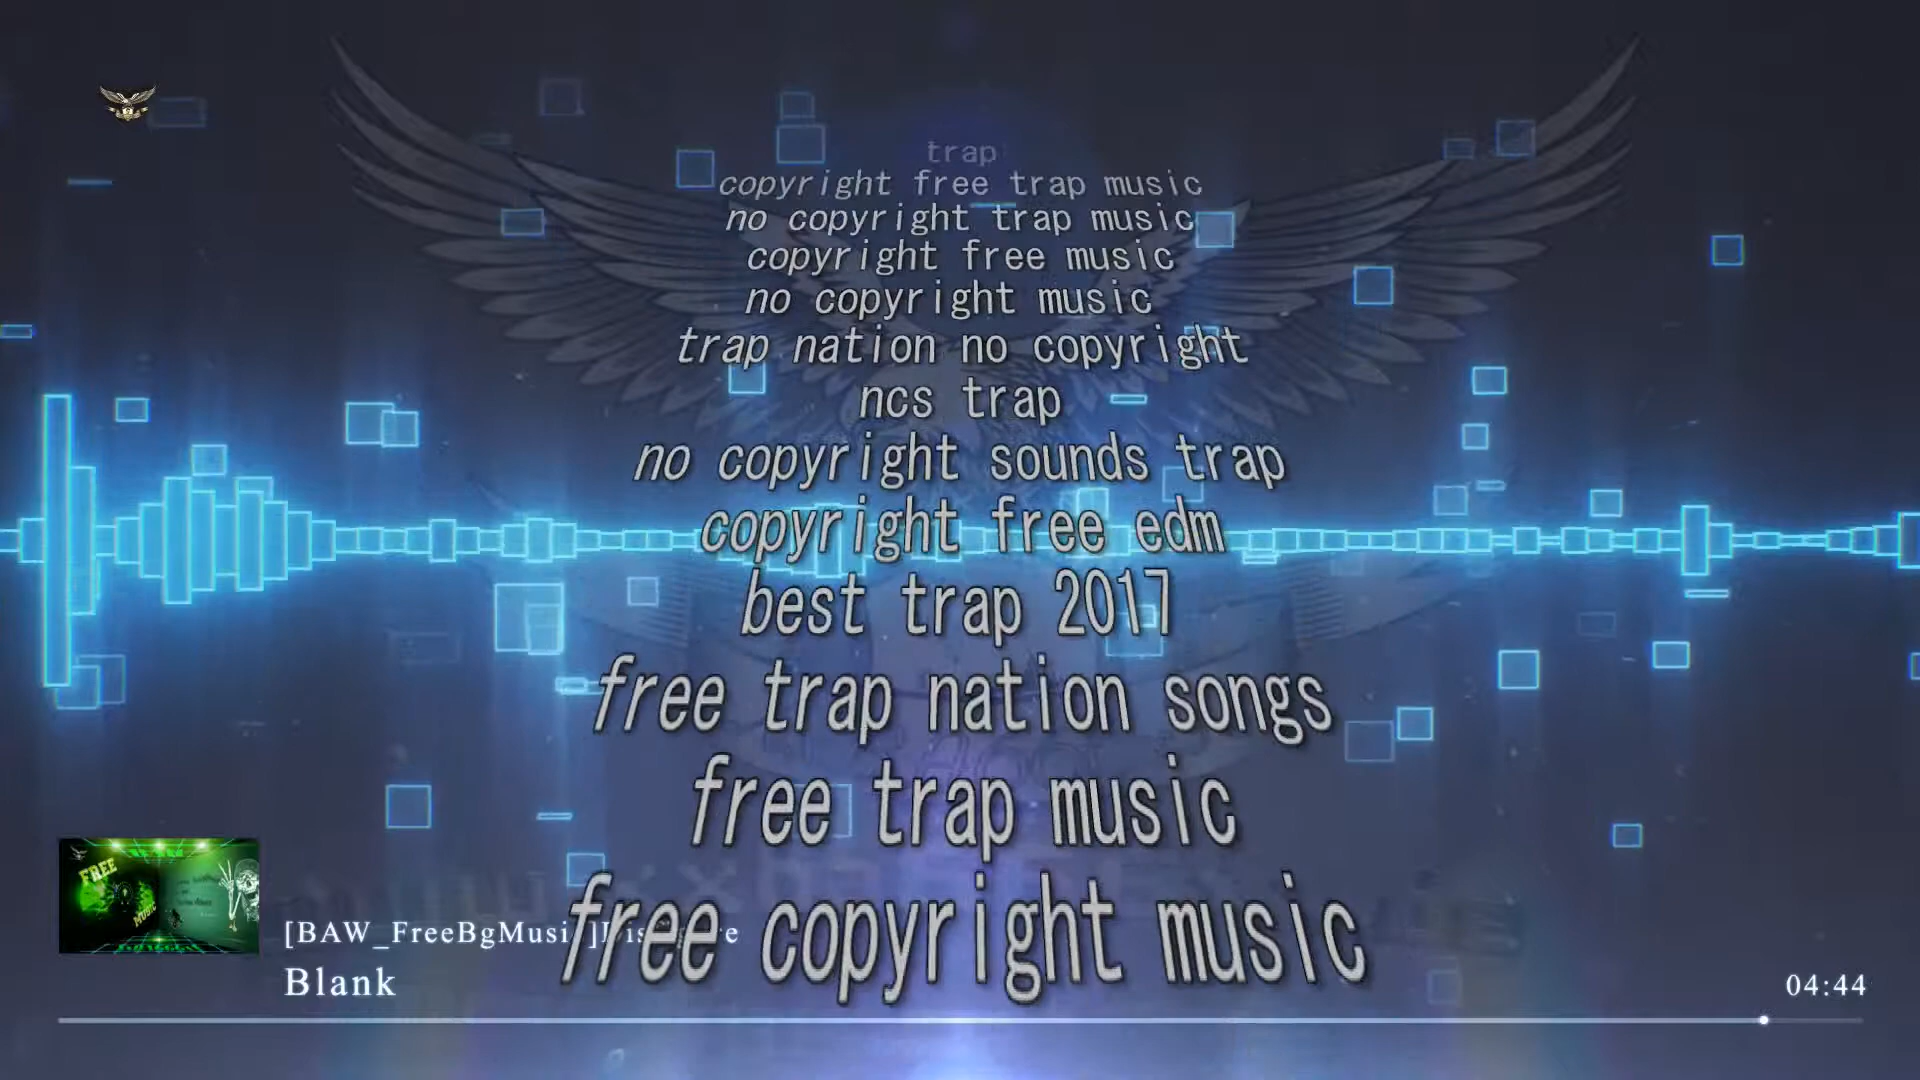 trap
copyright free trap music
no copyright trap music
copyright free music
no copyright music
trap nation no copyright
ncs trap
no copyright sounds trap
copyright free edm
best trap 2017
free trap nation songs
free trap music
free copyright music
FREE
MUSIC
[BAW_FreeBgMusi
Blank
04:44